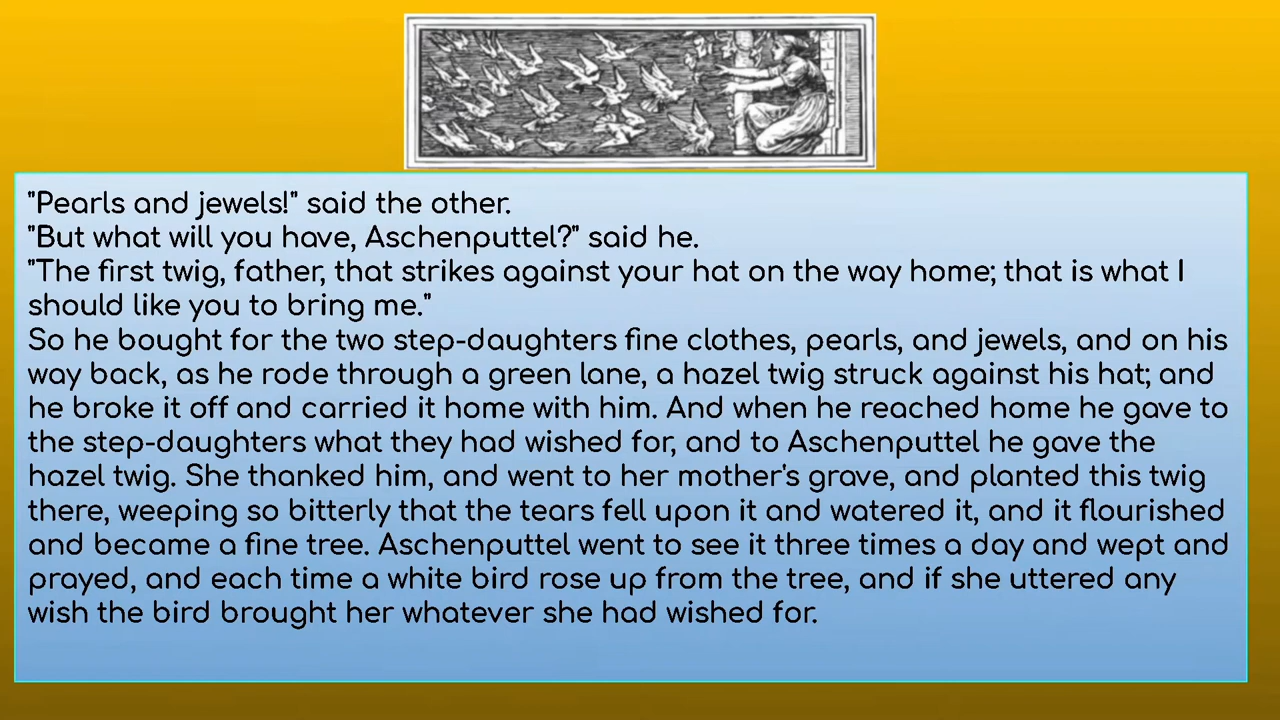 "Pearls and jewels!" said the other.
"But what will you have, Aschenputtel?" said he.
"The first twig, father, that strikes against your hat on the way home; that is what I
should like you to bring me."
So he bought for the two step-daughters fine clothes, pearls, and jewels, and on his
way back, as he rode through a green lane, a hazel twig struck against his hat; and
he broke it off and carried it home with him. And when he reached home he gave to
the step-daughters what they had wished for, and to Aschenputtel he gave the
hazel twig. She thanked him, and went to her mother's grave, and planted this twig
there, weeping so bitterly that the tears fell upon it and watered it, and it flourished
and became a fine tree. Aschenputtel went to see it three times a day and wept and
prayed, and each time a white bird rose up from the tree, and if she uttered any
wish the bird brought her whatever she had wished for.